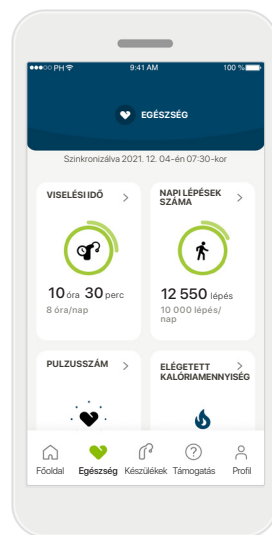 PH 9:41 AM 100 %
EGÉSZSÉG
Szinkronizálva 2021. 12. 04-én 07:30-kor
VISELÉSI IDŐ
10 óra 30 perc
8 óra/nap
NAPI LÉPÉSEK
SZÁMA
12 550 lépés
10 000 lépés/
nap
PULZUSSZÁM
ELÉGETETT
KALÓRIAMENNYISÉG
Főoldal Egészség Készülékek Támogatás Profil